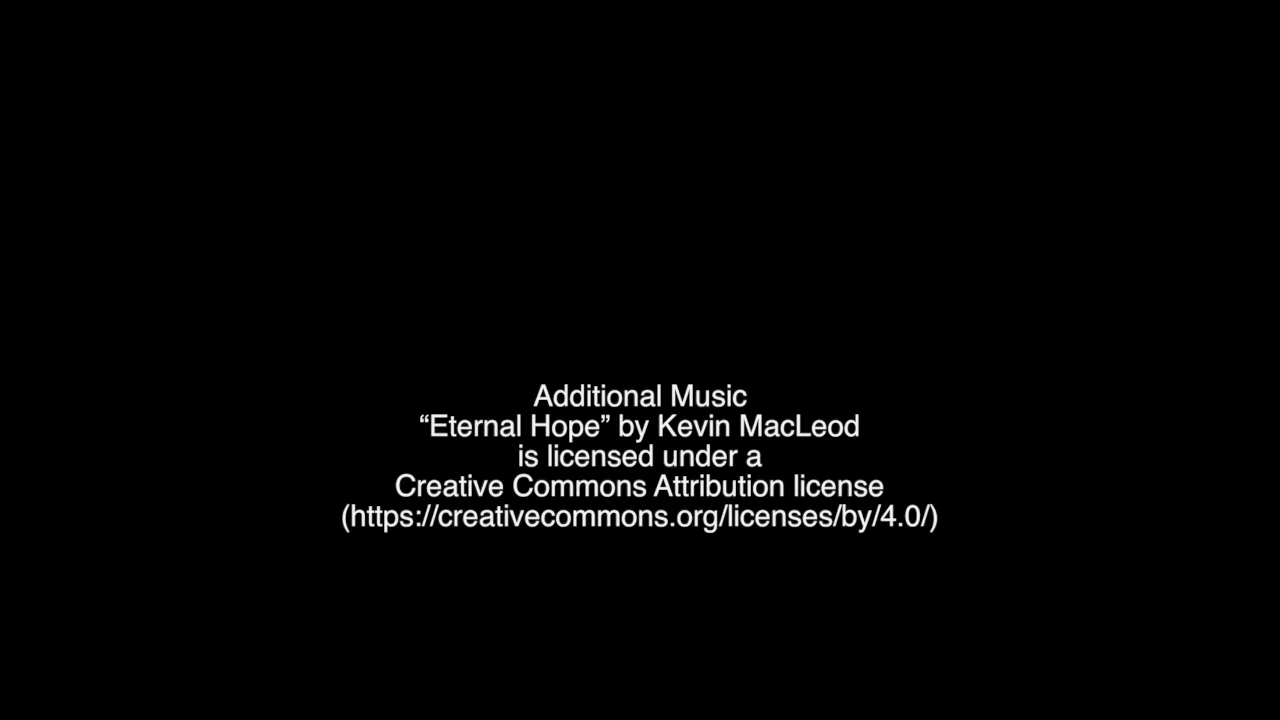 Additional Music
“Eternal Hope” by Kevin MacLeod
is licensed under a
Creative Commons Attribution license
(https://creativecommons.org/licenses/by/4.0/)